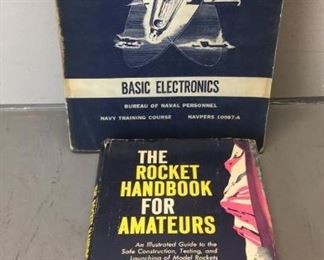 BASIC ELECTRONICS
BUREAU OF NAVAL PERSONNEL
NAVY TRAINING COURSE NAVPERS 10087-A
THE
ROCKET
HANDBOOK
FOR
AMATEURS
An Illustrated Guide to the
Safe Construction, Testing, and
Launching of Model Rockets